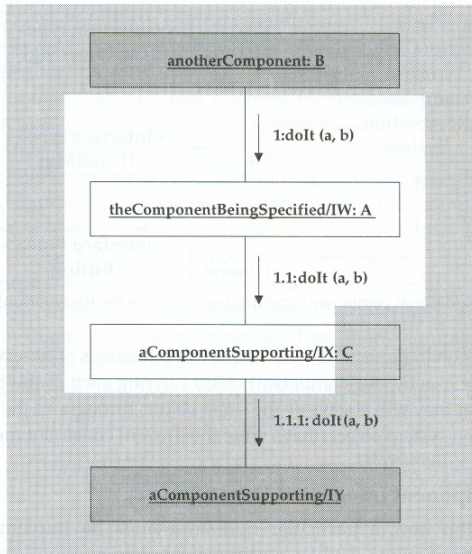 anotherComponent: B
1:doIt (a, b)
theComponentBeingSpecified/IW: A
1.1:doIt (a, b)
aComponentSupporting/IX: C
1.1.1: doIt (a, b)
aComponentSupporting/IY